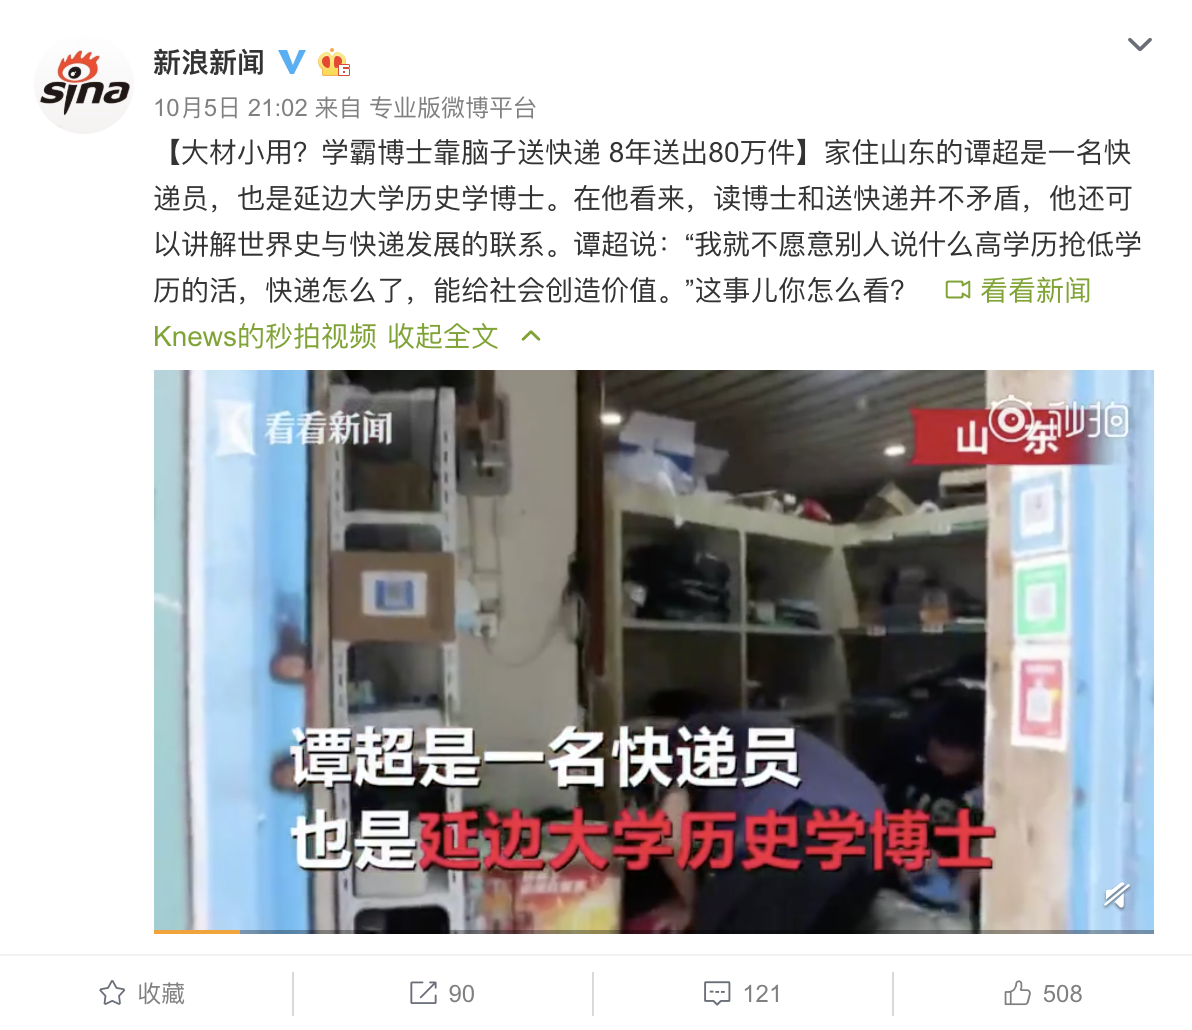 sina
新浪新闻
10月5日 21:02 来自 专业版微博平台
【大材小用？学霸博士靠脑子送快递 8年送出80万件】家住山东的谭超是一名快
递员，也是延边大学历史学博士。在他看来，读博士和送快递并不矛盾，他还可
以讲解世界史与快递发展的联系。谭超说：“我就不愿意别人说什么高学历抢低学
历的活，快递怎么了，能给社会创造价值。”这事儿你怎么看？ 看看新闻
Knews的秒拍视频 收起全文
看看新闻
山东
秒拍
谭超是一名快递员
也是延边大学历史学博士
收藏
90
121
508